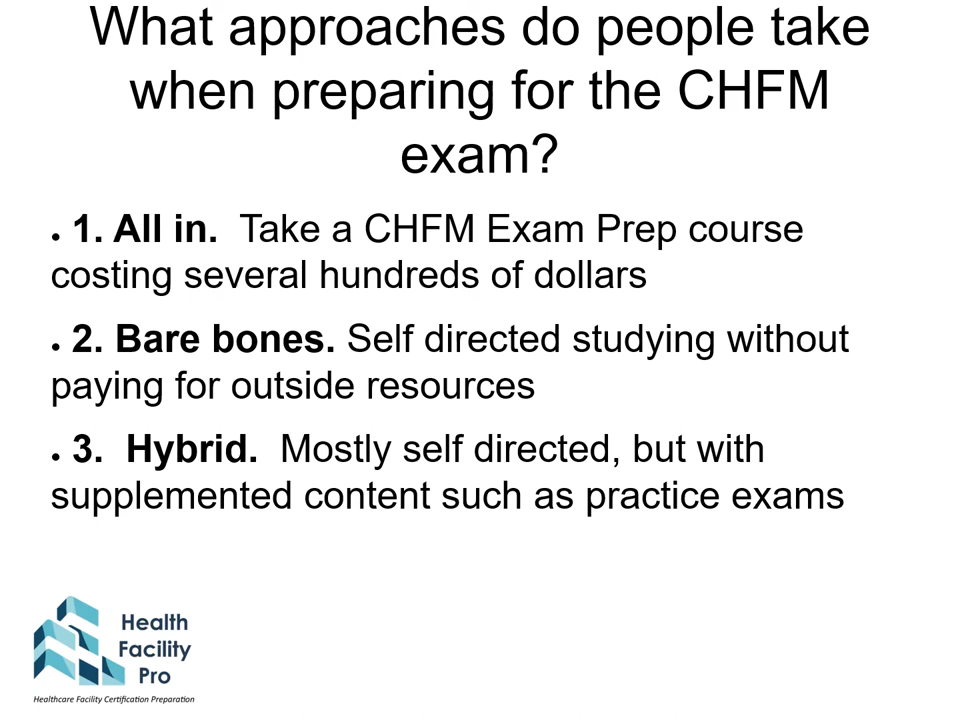 What approaches do people take
when preparing for the CHFM
exam?
• 1. All in.  Take a CHFM Exam Prep course
costing several hundreds of dollars
• 2. Bare bones. Self directed studying without
paying for outside resources
• 3.  Hybrid.  Mostly self directed, but with
supplemented content such as practice exams
Health
Facility
Pro
Healthcare Facility Certification Preparation